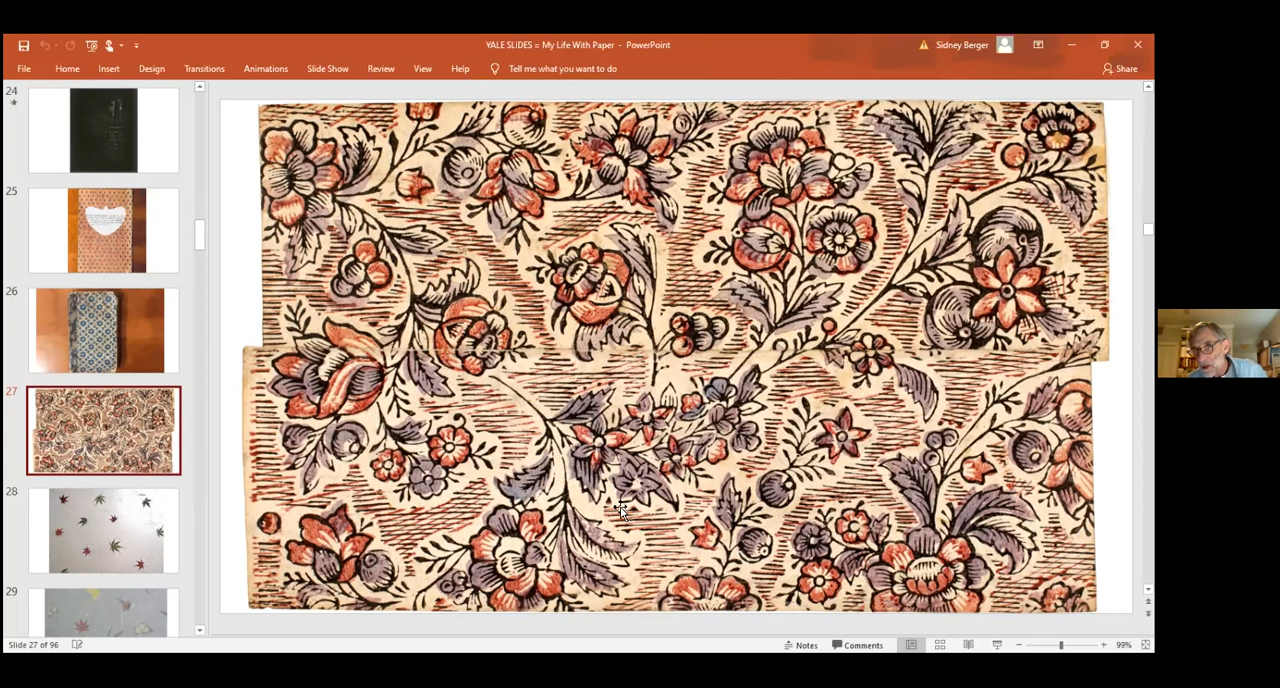 YALE SLIDES = My Life With Paper - PowerPoint
Sidney Berger
File Home Insert Design Transitions Animations Slide Show Review View Help Tell me what you want to do
Share
24
25
26
27
28
29
Slide 27 of 96
Notes
Comments
99%